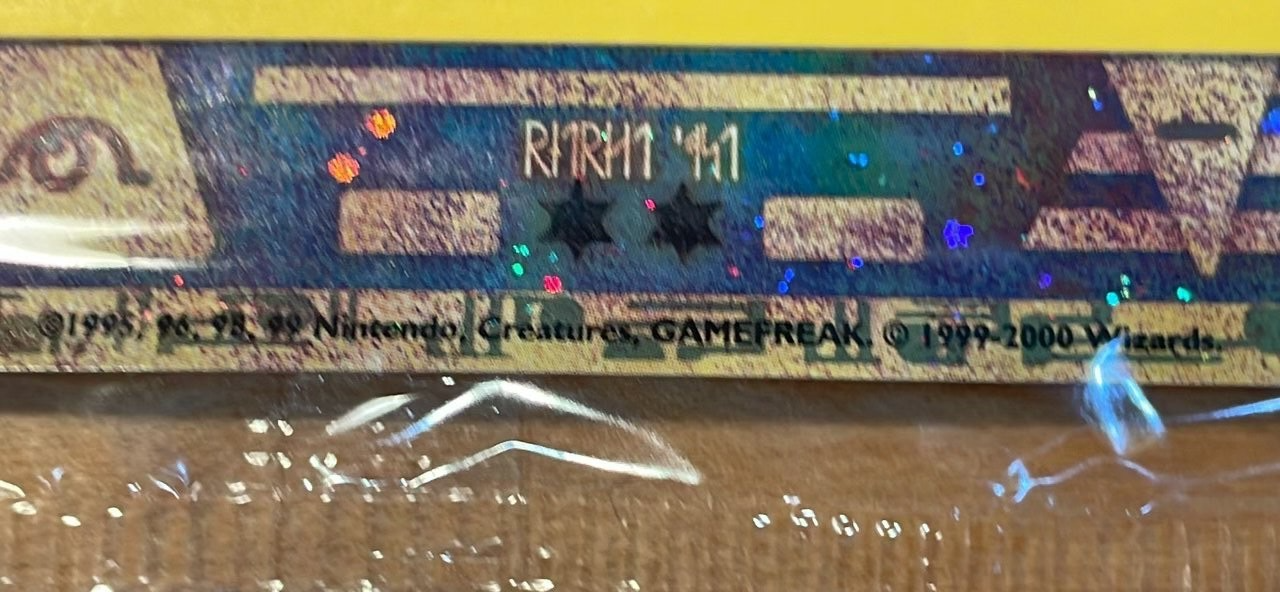 ©1995, 96, 98, 99 Nintendo, Creatures, GAMEFREAK. © 1999-2000 Wizards.